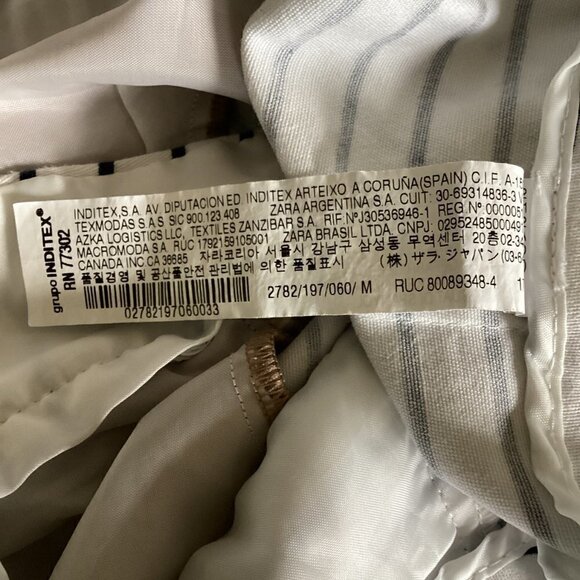 grupo INDITEX®
RN 77302
INDITEX,S.A. AV. DIPUTACION ED. INDITEX ARTEIXO A CORUÑA(SPAIN) C.I.F. A-15
TEXMODAS S.A.S SIC 900.123.408 ZARA ARGENTINA S.A. CUIT: 30-69314836-3
AZKA LOGISTICS LLC., TEXTILES ZANZIBAR S.A. RIF NºJ30536946-1 REG.Nº
MACROMODA S.A. RUC 1792159105001 ZARA BRASIL LTDA. CNPJ:
CANADA INC CA 36685 자라코리아 서울시 강남구 삼성동 무역센터 20층
품질경영 및 공산품안전 관리법에 의한 품질표시 (株) ザラ・ジャパン (03-6
02782197060033
2782/197/060/ M
RUC 80089348-4